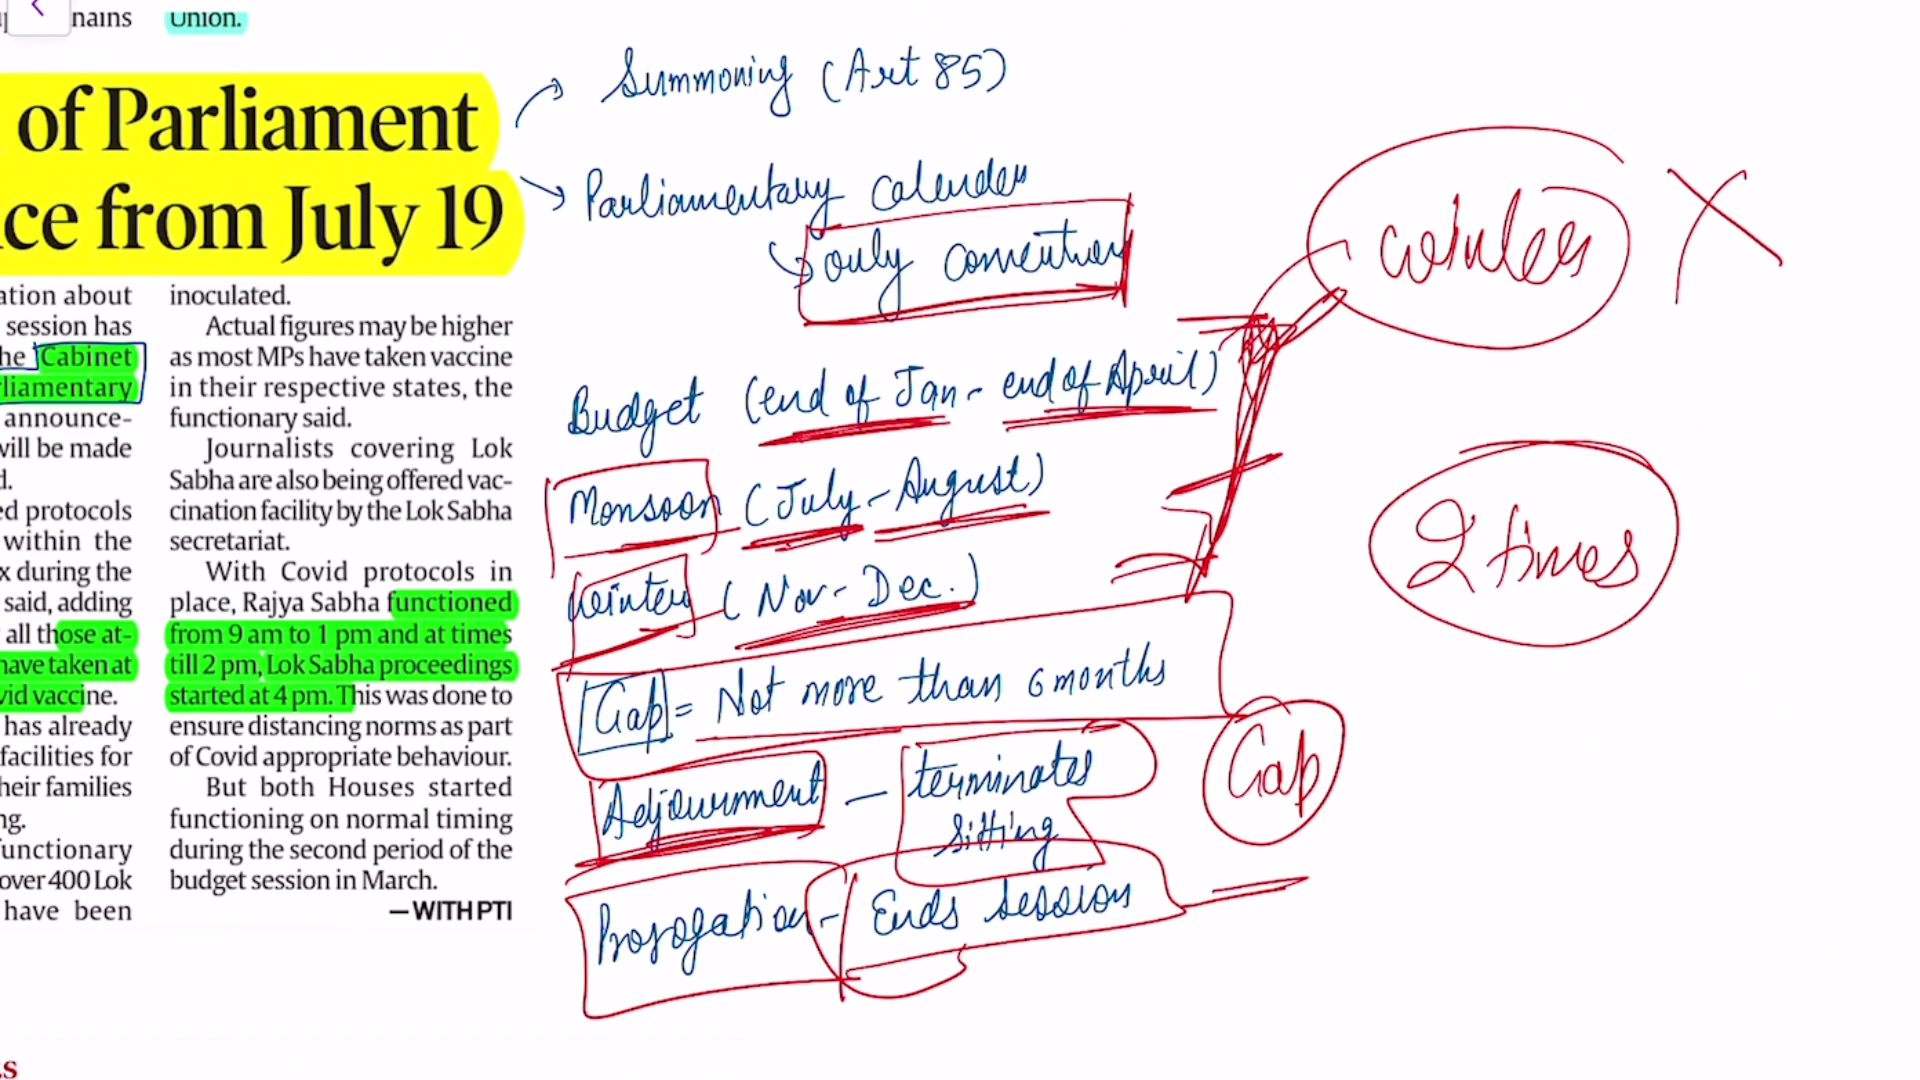 nains
Union.
of Parliament
ce from July 19
ation about
session has
he Cabinet
rliamentary
announce-
will be made
d.
ed protocols
within the
x during the
said, adding
all those at-
have taken at
vid vaccine.
has already
facilities for
heir families
ng.
functionary
over 400 Lok
have been
inoculated.
Actual figures may be higher
as most MPs have taken vaccine
in their respective states, the
functionary said.
Journalists covering Lok
Sabha are also being offered vac-
cination facility by the Lok Sabha
secretariat.
With Covid protocols in
place, Rajya Sabha functioned
from 9 am to 1 pm and at times
till 2 pm, Lok Sabha proceedings
started at 4 pm. This was done to
ensure distancing norms as part
of Covid appropriate behaviour.
But both Houses started
functioning on normal timing
during the second period of the
budget session in March.
— WITH PTI
Summoning (Art 85)
Parliamentary Calender
only convention
Budget (end of Jan - end of April)
Monsoon (July - August)
Winter (Nov - Dec.)
Gap = Not more than 6 months
Adjournment — terminates
sitting
Prorogation - Ends session
winter X
2 times
Gap